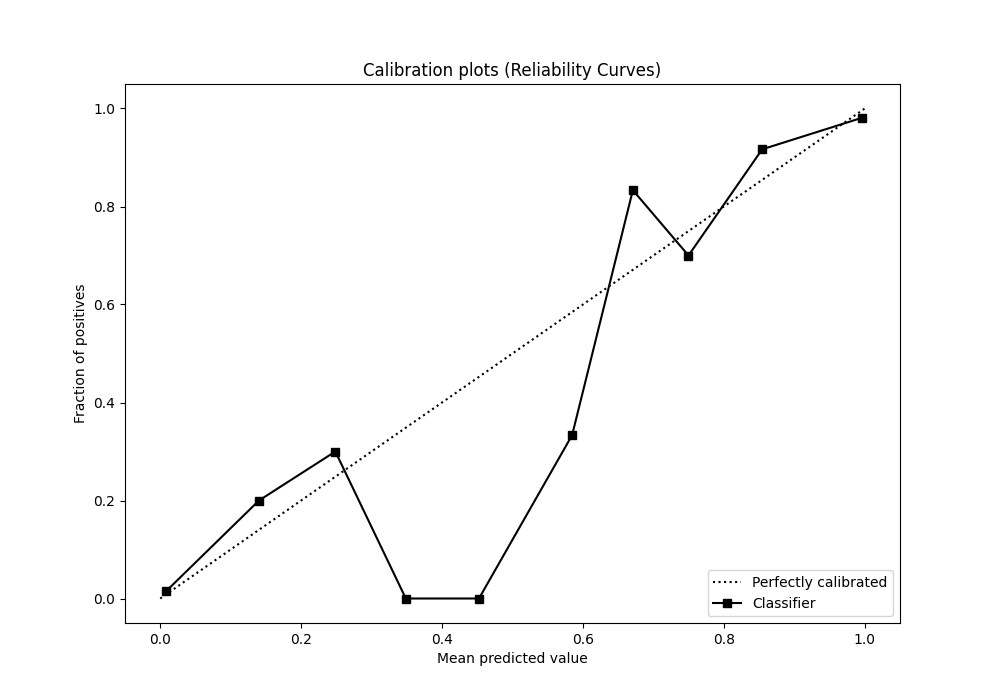 Calibration plots (Reliability Curves)
1.0
0.8
0.6
0.4
0.2
0.0
Fraction of positives
0.0 0.2 0.4 0.6 0.8 1.0
Mean predicted value
Perfectly calibrated
Classifier